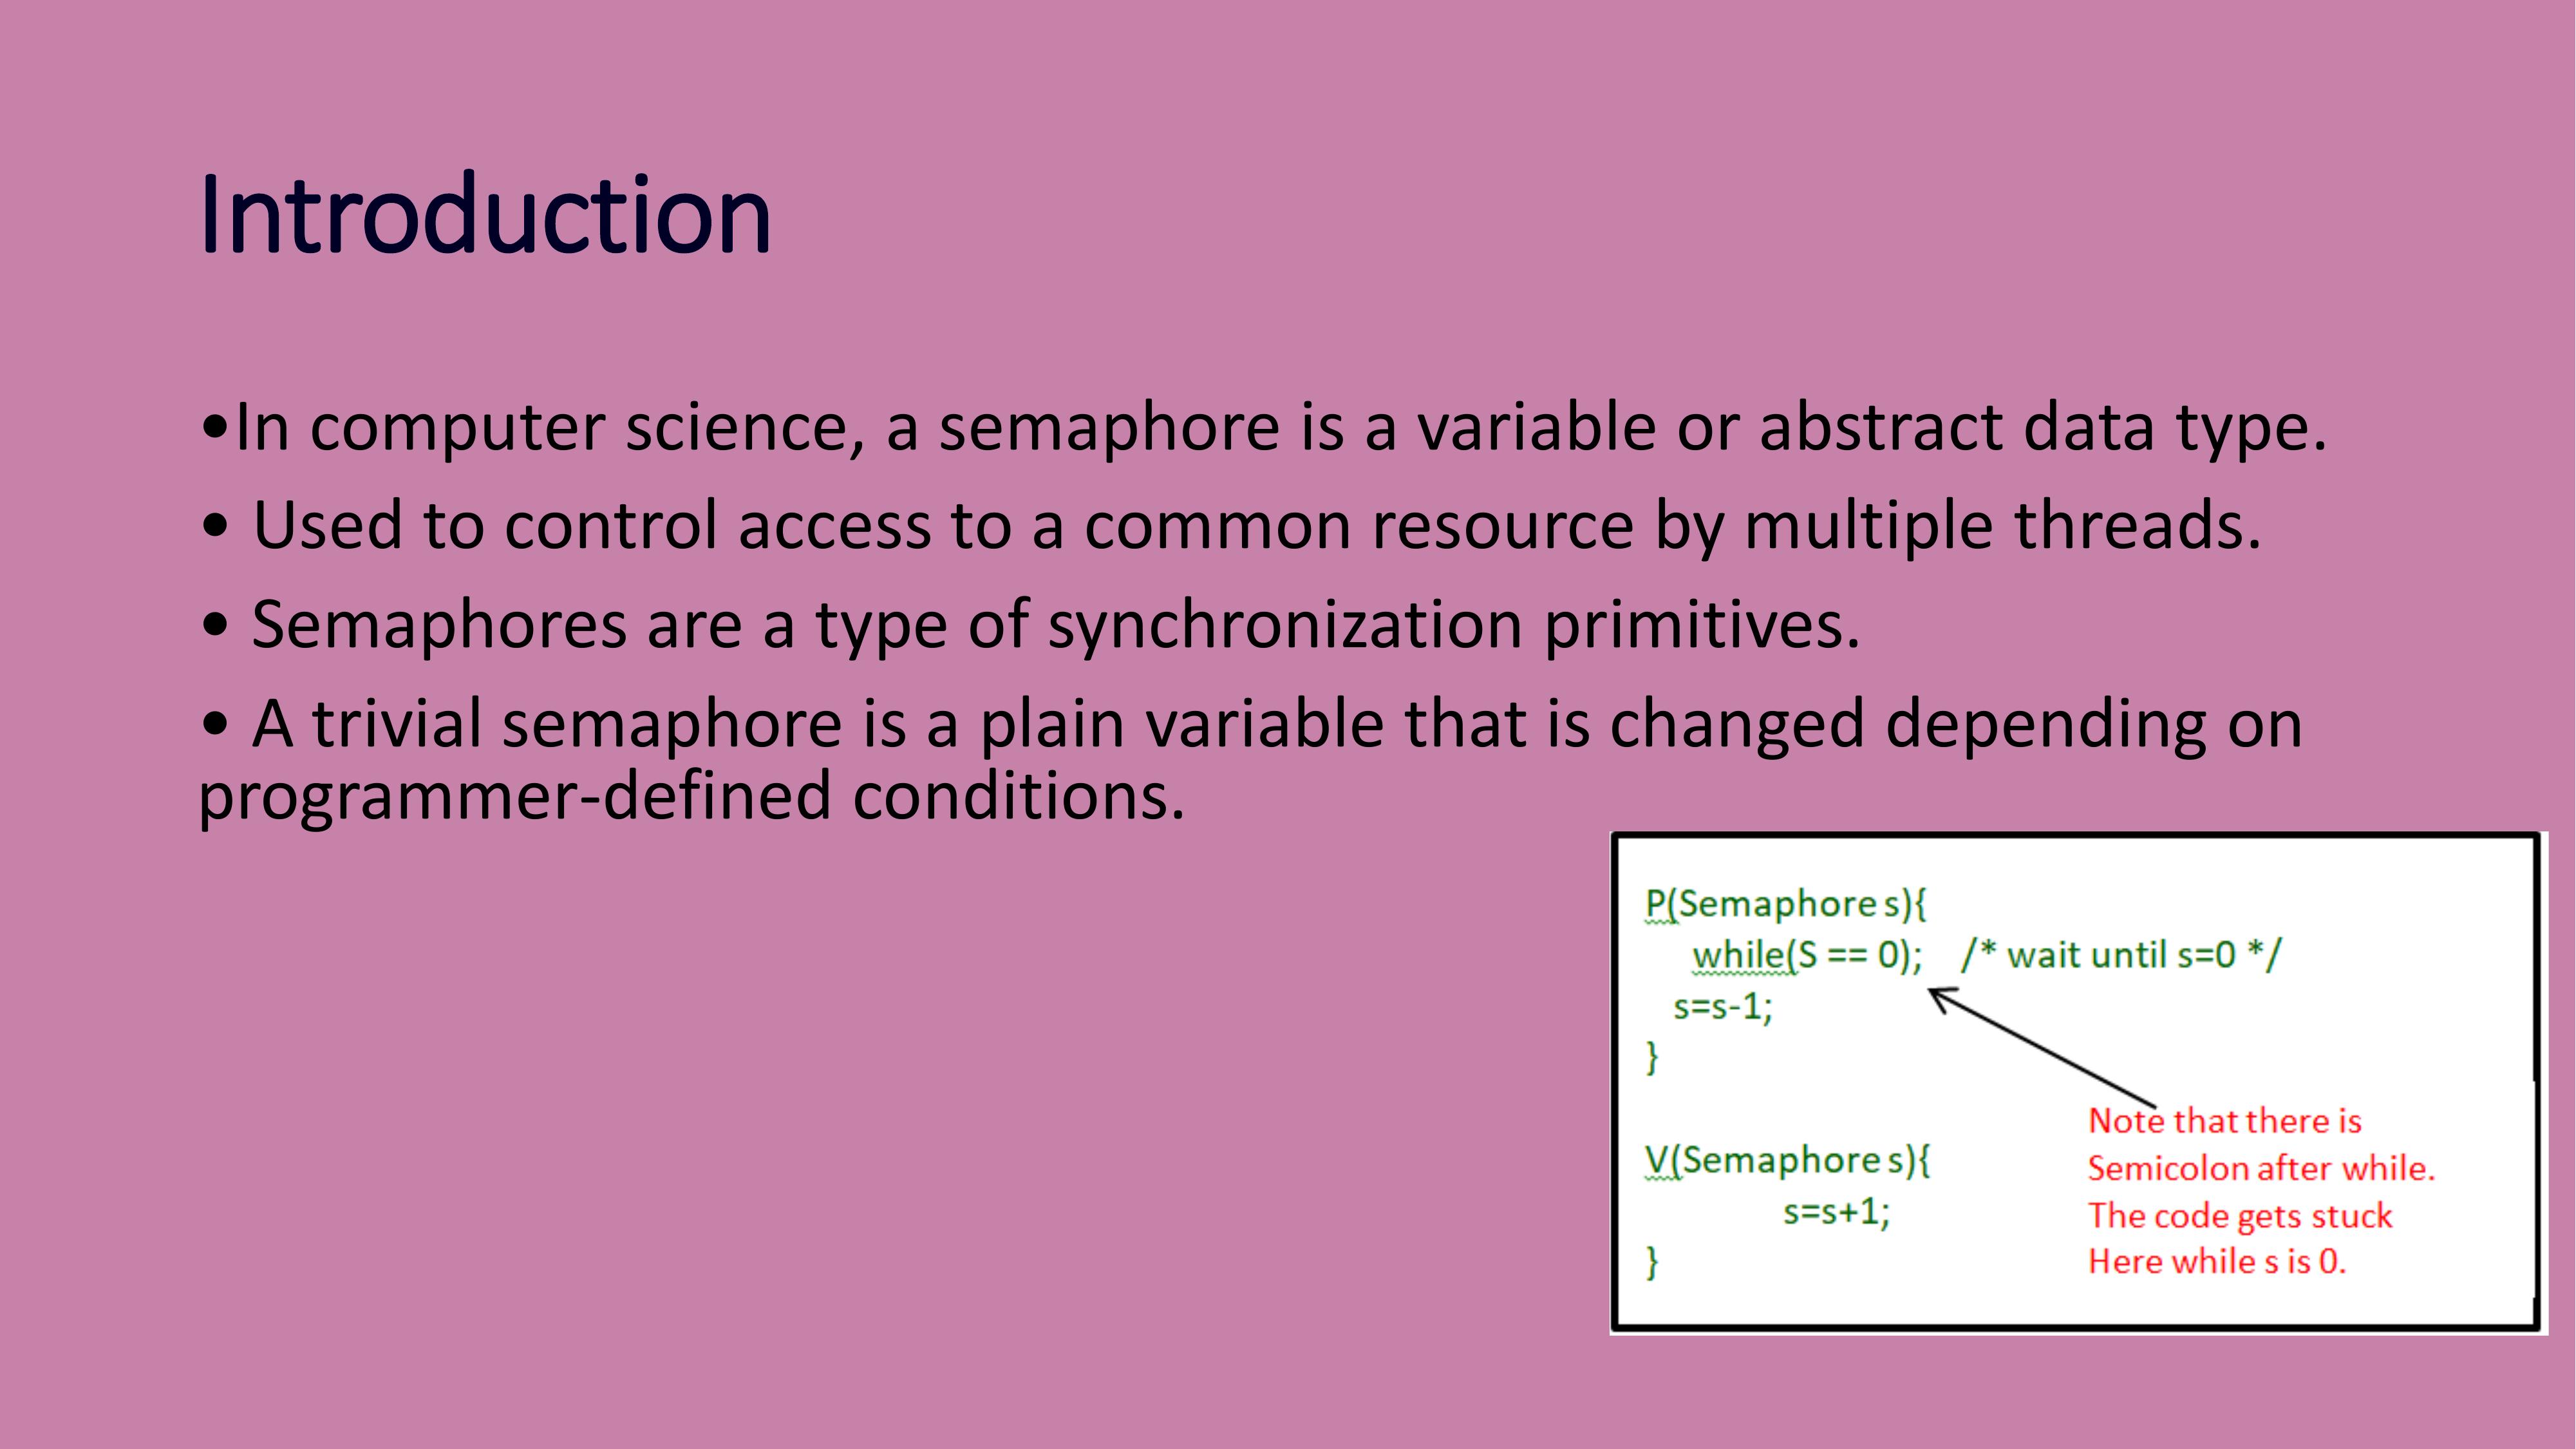 Introduction
•In computer science, a semaphore is a variable or abstract data type.
• Used to control access to a common resource by multiple threads.
• Semaphores are a type of synchronization primitives.
• A trivial semaphore is a plain variable that is changed depending on
programmer-defined conditions.
P(Semaphore s){
while(S == 0); /* wait until s=0 */
s=s-1;
}
V(Semaphore s){
s=s+1;
}
Note that there is
Semicolon after while.
The code gets stuck
Here while s is 0.